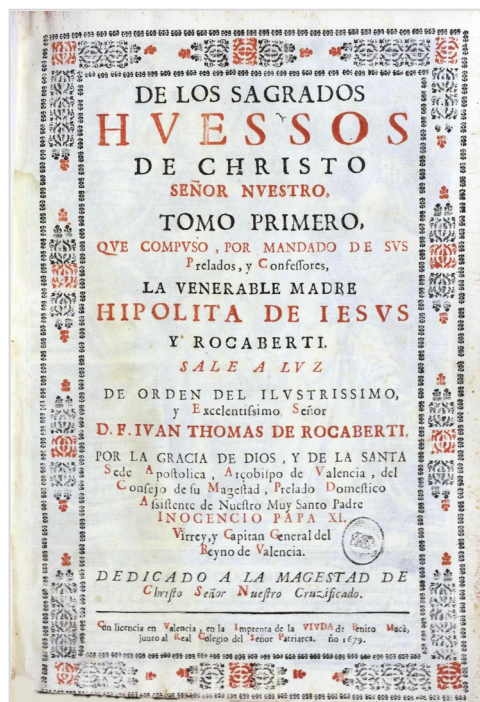 DE LOS SAGRADOS
HVESSOS
DE CHRISTO
SEÑOR NVESTRO,
TOMO PRIMERO,
QVE COMPVSO, POR MANDADO DE SVS
Prelados, y Confeſſores,
LA VENERABLE MADRE
HIPOLITA DE IESVS
Y ROCABERTI.
SALE A LVZ
DE ORDEN DEL ILVSTRISSIMO,
y Excelentiſsimo Señor
D. F. IVAN THOMAS DE ROCABERTI,
POR LA GRACIA DE DIOS, Y DE LA SANTA
Sede Apoſtolica, Arçobiſpo de Valencia, del
Conſejo de ſu Mageſtad, Prelado Domeſtico
Aſsiſtente de Nueſtro Muy Santo Padre
INOCENCIO PAPA XI.
Virrey, y Capitan General del
Reyno de Valencia.
DEDICADO A LA MAGESTAD DE
Chriſto Señor Nueſtro Cruzificado.
Con licencia en Valencia, en la Imprenta de la VIVDA de Benito Macè,
junto al Real Colegio del Señor Patriarca. ño 1679.